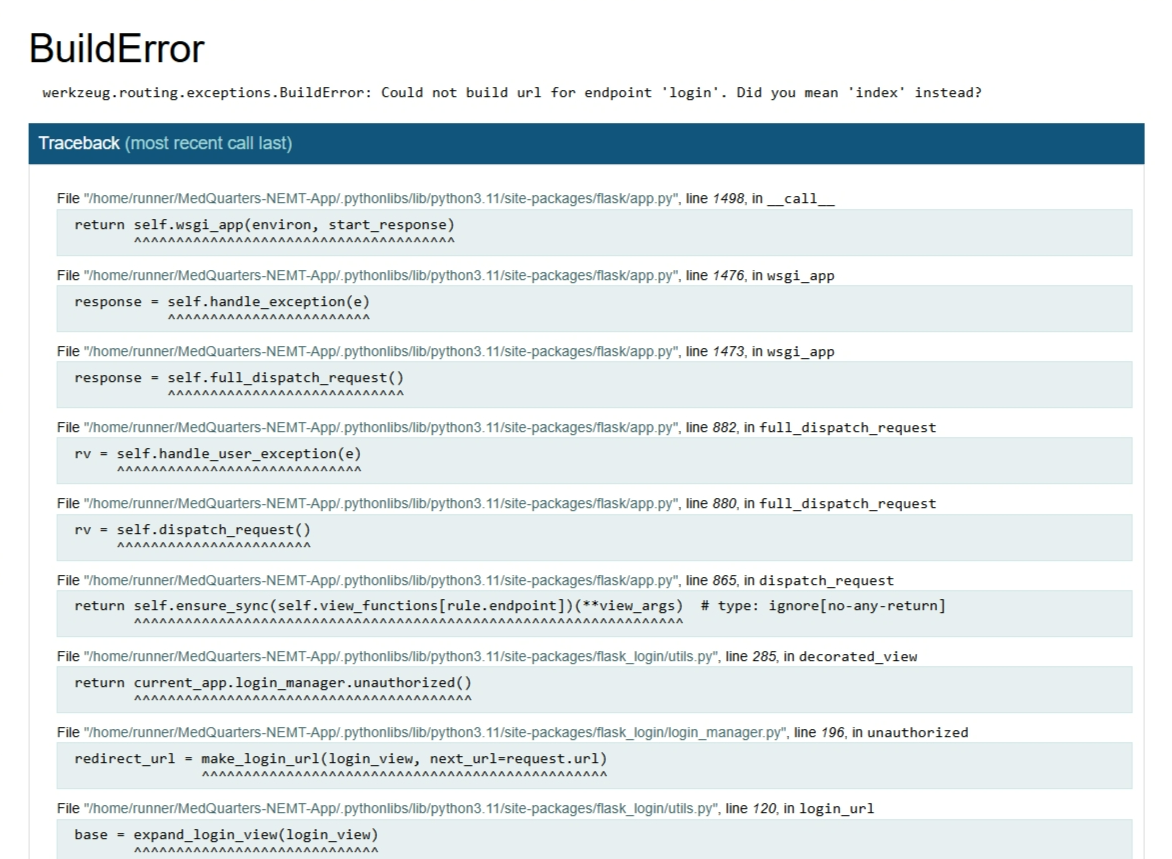 BuildError
werkzeug.routing.exceptions.BuildError: Could not build url for endpoint 'login'. Did you mean 'index' instead?
Traceback (most recent call last)
File "/home/runner/MedQuarters-NEMT-App/.pythonlibs/lib/python3.11/site-packages/flask/app.py", line 1498, in __call__
return self.wsgi_app(environ, start_response)
^^^^^^^^^^^^^^^^^^^^^^^^^^^^^^^^^^^^^^
File "/home/runner/MedQuarters-NEMT-App/.pythonlibs/lib/python3.11/site-packages/flask/app.py", line 1476, in wsgi_app
response = self.handle_exception(e)
^^^^^^^^^^^^^^^^^^^^^^^^
File "/home/runner/MedQuarters-NEMT-App/.pythonlibs/lib/python3.11/site-packages/flask/app.py", line 1473, in wsgi_app
response = self.full_dispatch_request()
^^^^^^^^^^^^^^^^^^^^^^^^^^^^
File "/home/runner/MedQuarters-NEMT-App/.pythonlibs/lib/python3.11/site-packages/flask/app.py", line 882, in full_dispatch_request
rv = self.handle_user_exception(e)
^^^^^^^^^^^^^^^^^^^^^^^^^^^^^
File "/home/runner/MedQuarters-NEMT-App/.pythonlibs/lib/python3.11/site-packages/flask/app.py", line 880, in full_dispatch_request
rv = self.dispatch_request()
^^^^^^^^^^^^^^^^^^^^^^^
File "/home/runner/MedQuarters-NEMT-App/.pythonlibs/lib/python3.11/site-packages/flask/app.py", line 865, in dispatch_request
return self.ensure_sync(self.view_functions[rule.endpoint])(**view_args)  # type: ignore[no-any-return]
^^^^^^^^^^^^^^^^^^^^^^^^^^^^^^^^^^^^^^^^^^^^^^^^^^^^^^^^^^^^^^^^^
File "/home/runner/MedQuarters-NEMT-App/.pythonlibs/lib/python3.11/site-packages/flask_login/utils.py", line 285, in decorated_view
return current_app.login_manager.unauthorized()
^^^^^^^^^^^^^^^^^^^^^^^^^^^^^^^^^^^^^^^^
File "/home/runner/MedQuarters-NEMT-App/.pythonlibs/lib/python3.11/site-packages/flask_login/login_manager.py", line 196, in unauthorized
redirect_url = make_login_url(login_view, next_url=request.url)
^^^^^^^^^^^^^^^^^^^^^^^^^^^^^^^^^^^^^^^^^^^^^^^^
File "/home/runner/MedQuarters-NEMT-App/.pythonlibs/lib/python3.11/site-packages/flask_login/utils.py", line 120, in login_url
base = expand_login_view(login_view)
^^^^^^^^^^^^^^^^^^^^^^^^^^^^^